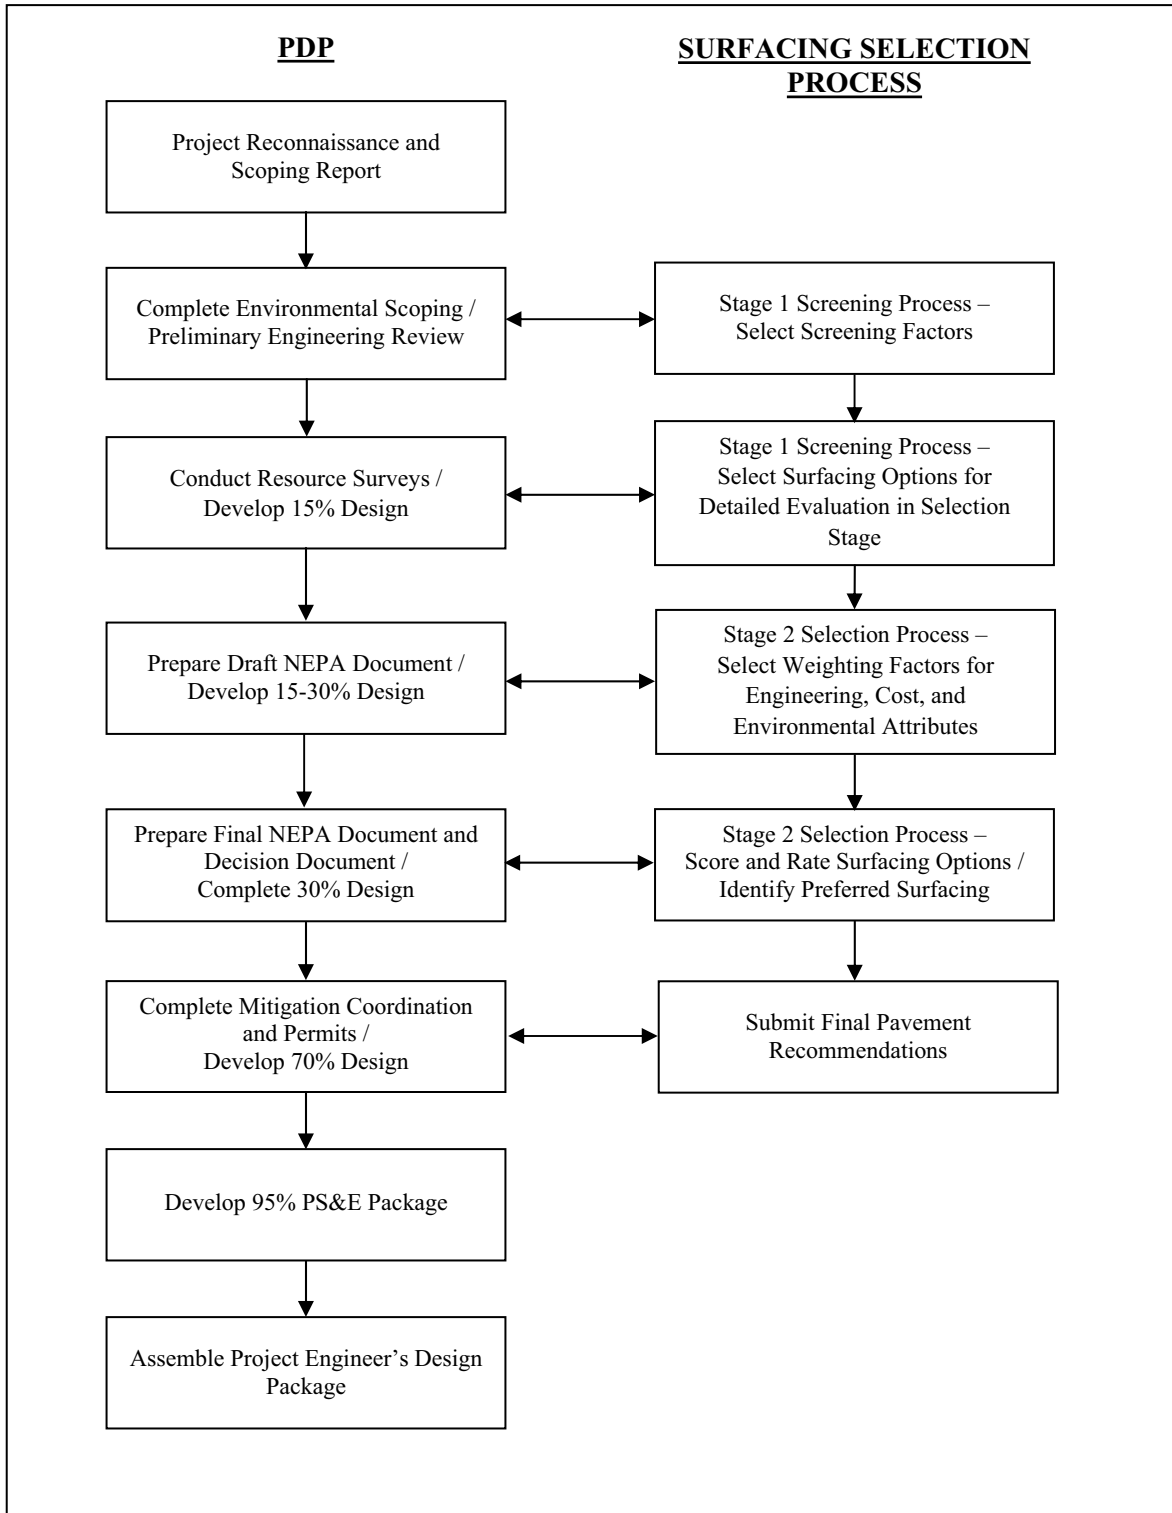 PDP
SURFACING SELECTION
PROCESS
Project Reconnaissance and
Scoping Report
Complete Environmental Scoping /
Preliminary Engineering Review
Stage 1 Screening Process –
Select Screening Factors
Conduct Resource Surveys /
Develop 15% Design
Stage 1 Screening Process –
Select Surfacing Options for
Detailed Evaluation in Selection
Stage
Prepare Draft NEPA Document /
Develop 15-30% Design
Stage 2 Selection Process –
Select Weighting Factors for
Engineering, Cost, and
Environmental Attributes
Prepare Final NEPA Document and
Decision Document /
Complete 30% Design
Stage 2 Selection Process –
Score and Rate Surfacing Options /
Identify Preferred Surfacing
Complete Mitigation Coordination
and Permits /
Develop 70% Design
Submit Final Pavement
Recommendations
Develop 95% PS&E Package
Assemble Project Engineer’s Design
Package